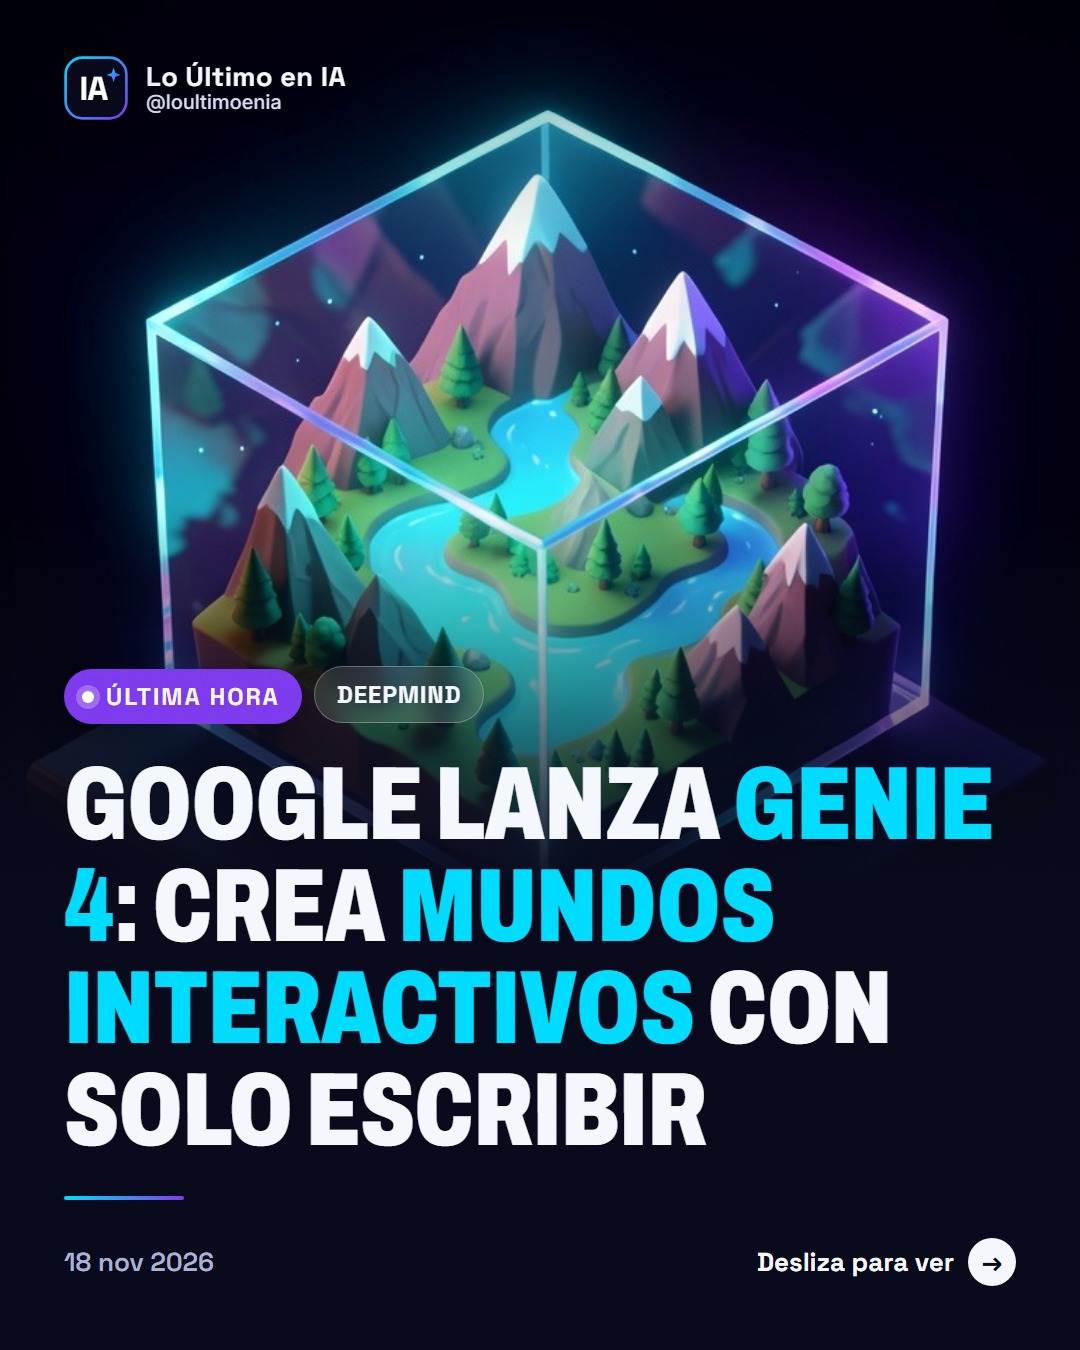 IA
Lo Último en IA
@loultimoenia
ÚLTIMA HORA
DEEPMIND
GOOGLE LANZA GENIE
4: CREA MUNDOS
INTERACTIVOS CON
SOLO ESCRIBIR
18 nov 2026
Desliza para ver →